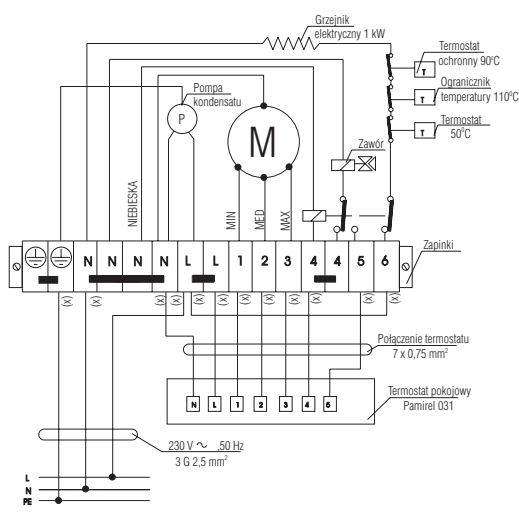 Grzejnik
elektryczny 1 kW
Termostat
ochronny 90°C
T
Ogranicznik
temperatury 110°C
T
Termostat
50°C
T
Pompa
kondensatu
P
M
Zawór
NIEBIESKA
MIN
MED
MAX
N N N N L L 1 2 3 4 4 5 6
Zapinki
(x) (x) (x) (x) (x) (x) (x) (x) (x) (x) (x) (x)
Połączenie termostatu
7 x 0,75 mm²
N L 1 2 3 4 5
Termostat pokojowy
Pamirel 031
230 V ~ ,50 Hz
3 G 2,5 mm²
L
N
PE